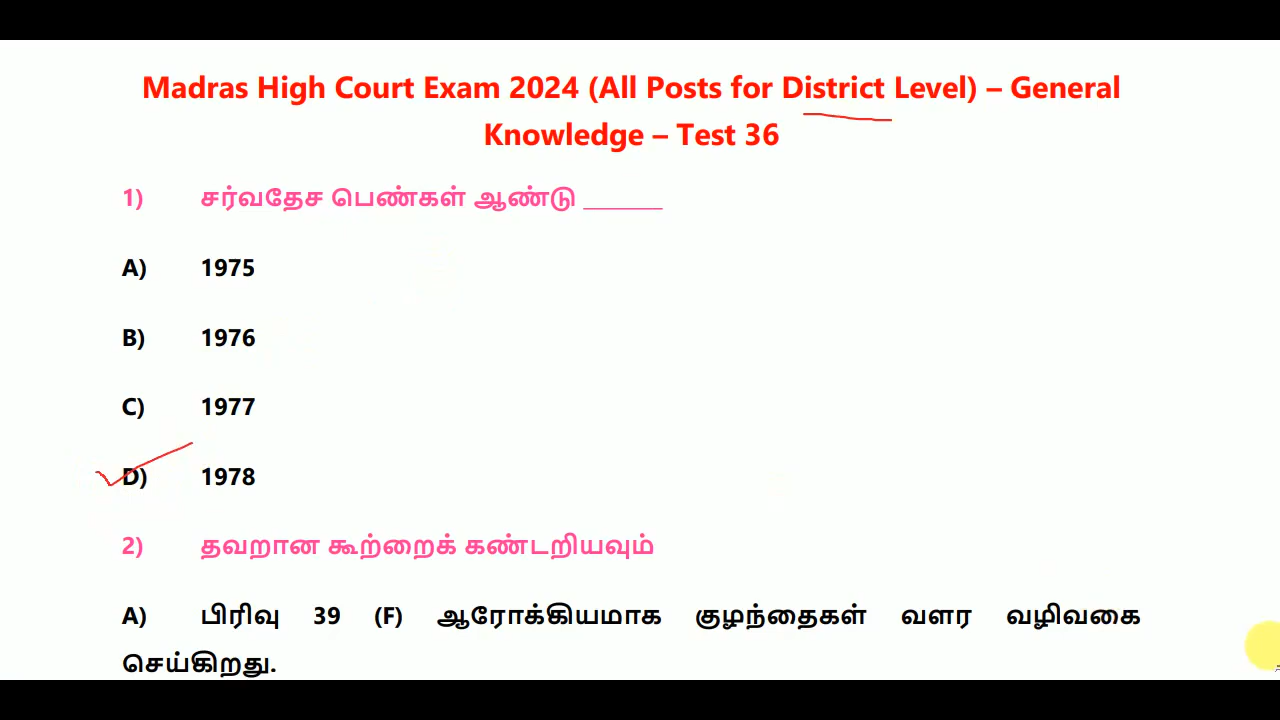 Madras High Court Exam 2024 (All Posts for District Level) – General
Knowledge – Test 36
1) சர்வதேச பெண்கள் ஆண்டு ______
A) 1975
B) 1976
C) 1977
D) 1978
2) தவறான கூற்றைக் கண்டறியவும்
A) பிரிவு 39 (F) ஆரோக்கியமாக குழந்தைகள் வளர வழிவகை
செய்கிறது.